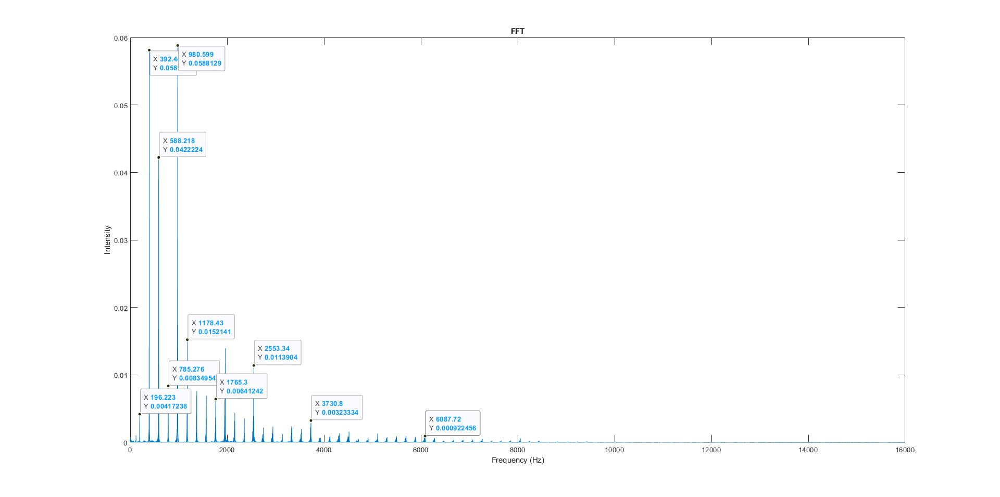 FFT
0.06
0.05
0.04
0.03
0.02
0.01
0
Intensity
X 980.599
Y 0.0588129
X 392.4
Y 0.058
X 588.218
Y 0.0422224
X 1178.43
Y 0.0152141
X 2553.34
Y 0.0113904
X 785.276
Y 0.00834954
X 1765.3
Y 0.00641242
X 196.223
Y 0.00417238
X 3730.8
Y 0.00323334
X 6087.72
Y 0.000922456
0 2000 4000 6000 8000 10000 12000 14000 16000
Frequency (Hz)